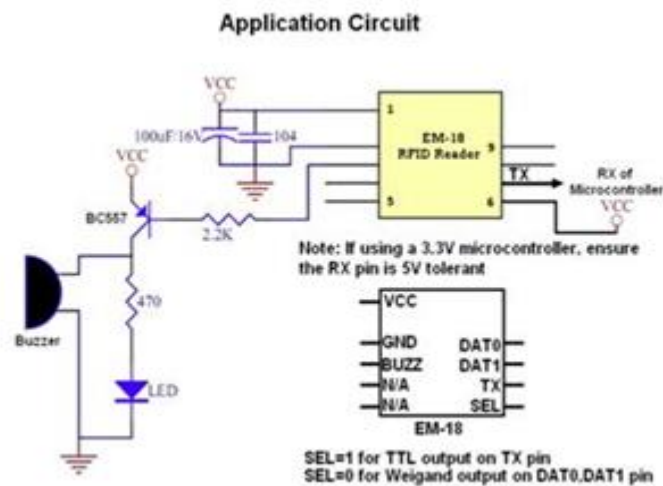 Application Circuit
VCC
1
100uF/16V
104
EM-18
RFID Reader
9
VCC
TX
RX of
Microcontroller
5
6
VCC
BC557
2.2K
Note: If using a 3.3V microcontroller, ensure
the RX pin is 5V tolerant
470
Buzzer
LED
VCC
GND
DAT0
BUZZ
DAT1
N/A
TX
N/A
SEL
EM-18
SEL=1 for TTL output on TX pin
SEL=0 for Weigand output on DAT0,DAT1 pin